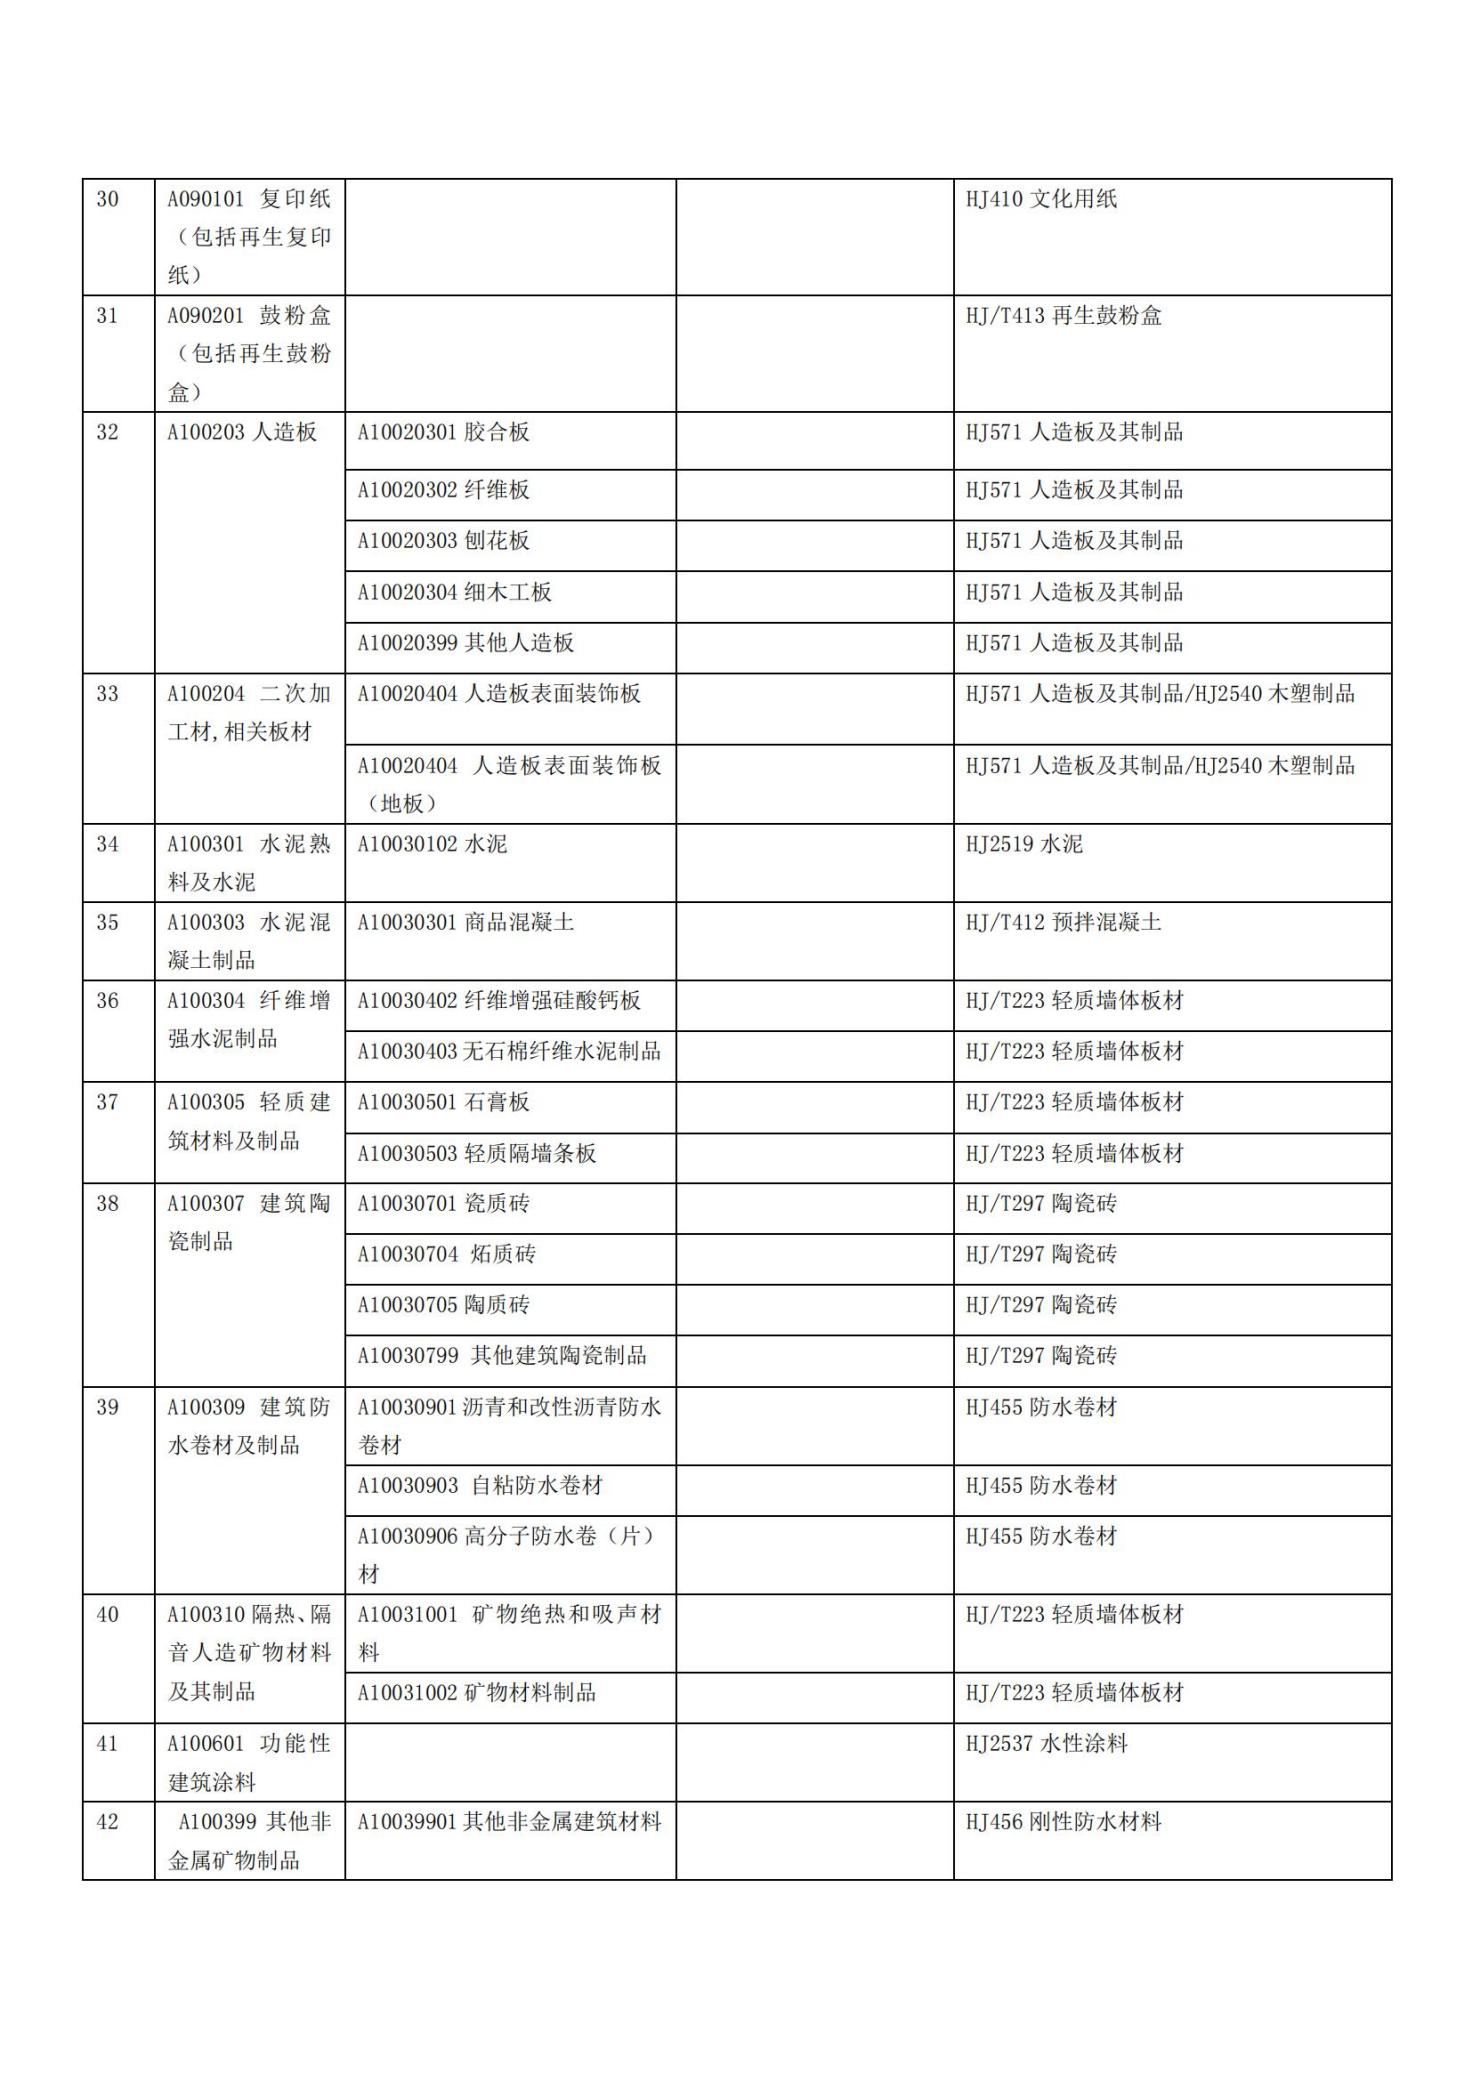 30 A090101 复印纸 HJ410 文化用纸
（包括再生复印
纸）
31 A090201 鼓粉盒 HJ/T413 再生鼓粉盒
（包括再生鼓粉
盒）
32 A100203 人造板 A10020301 胶合板 HJ571 人造板及其制品
A10020302 纤维板 HJ571 人造板及其制品
A10020303 刨花板 HJ571 人造板及其制品
A10020304 细木工板 HJ571 人造板及其制品
A10020399 其他人造板 HJ571 人造板及其制品
33 A100204 二次加 A10020404 人造板表面装饰板 HJ571 人造板及其制品/HJ2540 木塑制品
工材,相关板材
A10020404 人造板表面装饰板 HJ571 人造板及其制品/HJ2540 木塑制品
（地板）
34 A100301 水泥熟 A10030102 水泥 HJ2519 水泥
料及水泥
35 A100303 水泥混 A10030301 商品混凝土 HJ/T412 预拌混凝土
凝土制品
36 A100304 纤维增 A10030402 纤维增强硅酸钙板 HJ/T223 轻质墙体板材
强水泥制品
A10030403 无石棉纤维水泥制品 HJ/T223 轻质墙体板材
37 A100305 轻质建 A10030501 石膏板 HJ/T223 轻质墙体板材
筑材料及制品
A10030503 轻质隔墙条板 HJ/T223 轻质墙体板材
38 A100307 建筑陶 A10030701 瓷质砖 HJ/T297 陶瓷砖
瓷制品
A10030704 炻质砖 HJ/T297 陶瓷砖
A10030705 陶质砖 HJ/T297 陶瓷砖
A10030799 其他建筑陶瓷制品 HJ/T297 陶瓷砖
39 A100309 建筑防 A10030901 沥青和改性沥青防水 HJ455 防水卷材
水卷材及制品 卷材
A10030903 自粘防水卷材 HJ455 防水卷材
A10030906 高分子防水卷（片） HJ455 防水卷材
材
40 A100310 隔热、隔 A10031001 矿物绝热和吸声材 HJ/T223 轻质墙体板材
音人造矿物材料 料
及其制品 A10031002 矿物材料制品 HJ/T223 轻质墙体板材
41 A100601 功能性 HJ2537 水性涂料
建筑涂料
42 A100399 其他非 A10039901 其他非金属建筑材料 HJ456 刚性防水材料
金属矿物制品